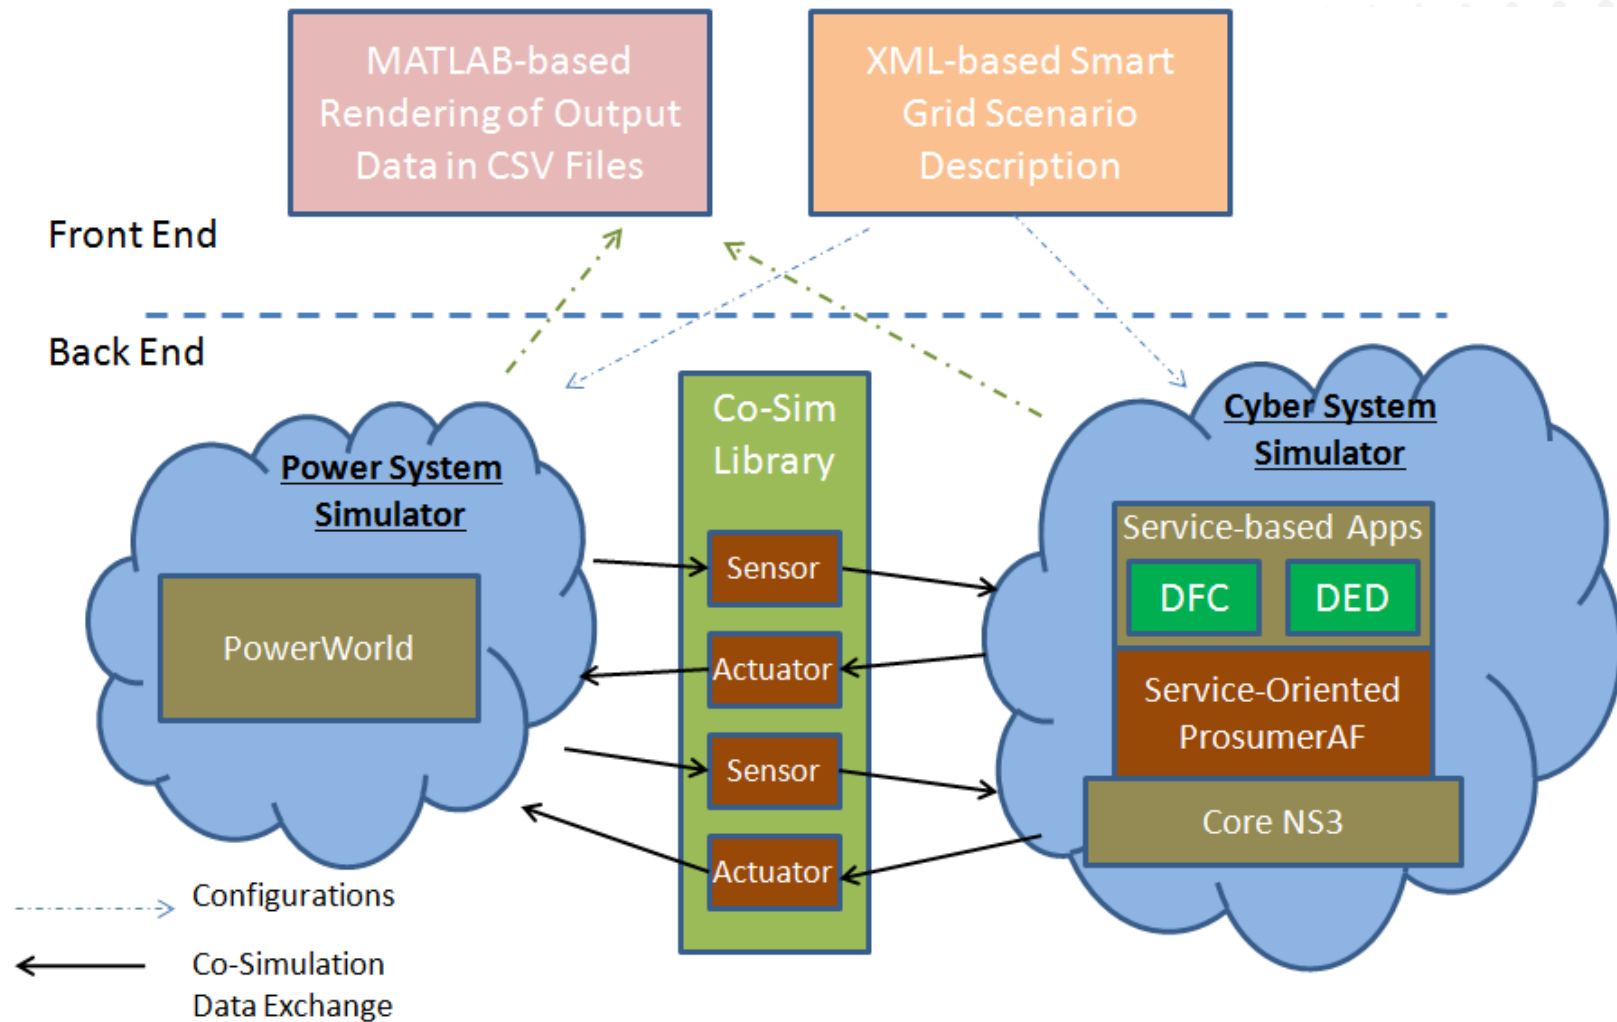 MATLAB-based
Rendering of Output
Data in CSV Files
XML-based Smart
Grid Scenario
Description
Front End
Back End
Power System
Simulator
PowerWorld
Co-Sim
Library
Sensor
Actuator
Sensor
Actuator
Cyber System
Simulator
Service-based Apps
DFC
DED
Service-Oriented
ProsumerAF
Core NS3
Configurations
Co-Simulation
Data Exchange